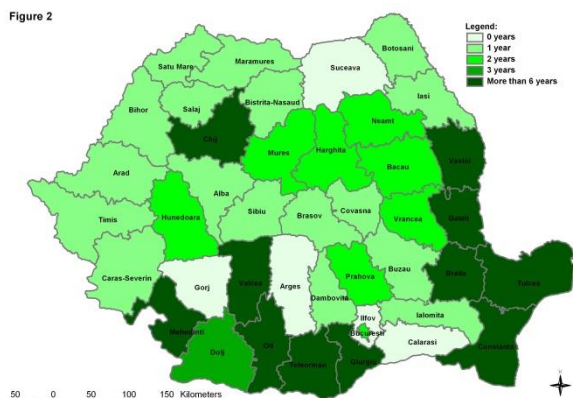 Figure 2
Legend:
0 years
1 year
2 years
3 years
More than 6 years
Botosani
Suceava
Maramures
Satu Mare
Iasi
Salaj
Bistrita-Nasaud
Neamt
Bihor
Cluj
Mures
Harghita
Bacau
Vaslui
Arad
Alba
Hunedoara
Sibiu
Brasov
Covasna
Vrancea
Galati
Timis
Caras-Severin
Gorj
Valcea
Arges
Prahova
Buzau
Braila
Tulcea
Dambovita
Ilfov
Ialomita
Bucuresti
Mehedinti
Calarasi
Constanta
Dolj
Olt
Teleorman
Giurgiu
50 0 50 100 150 Kilometers